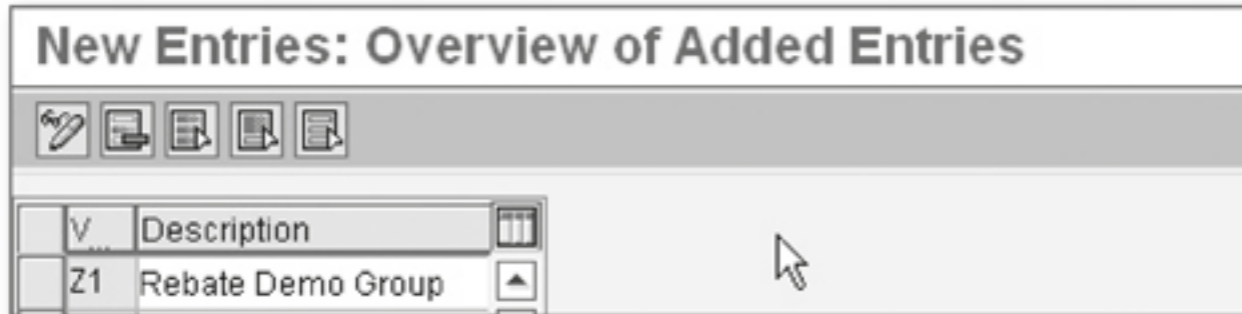 New Entries: Overview of Added Entries
V... Description
Z1 Rebate Demo Group